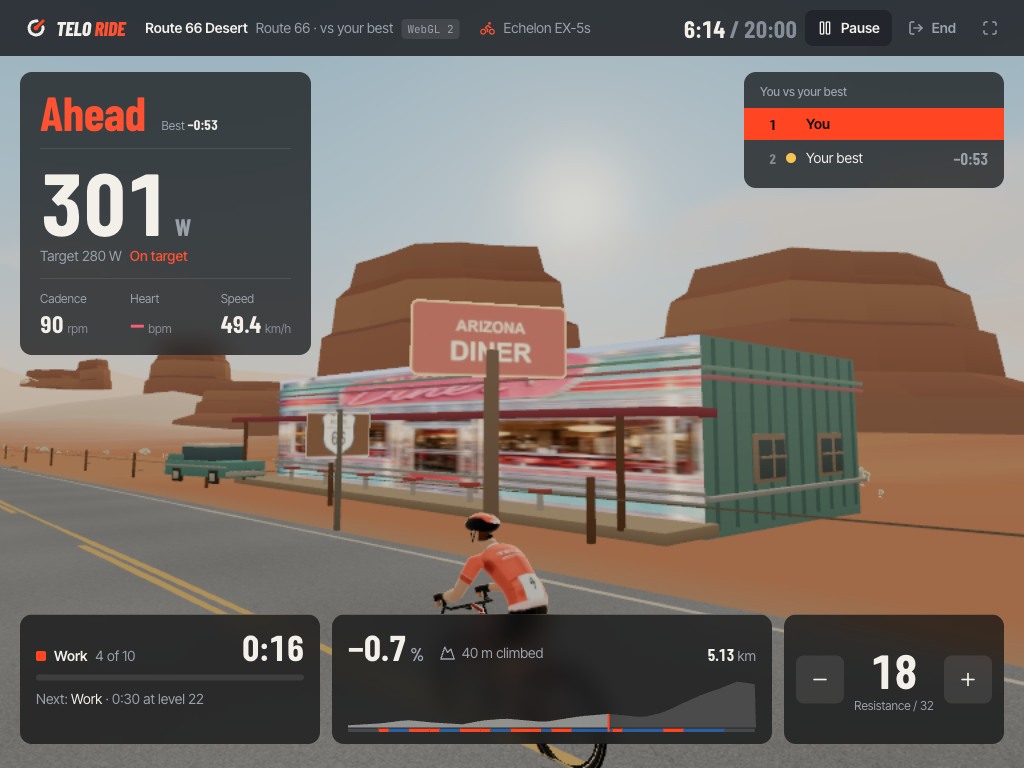 TELO RIDE
Route 66 Desert Route 66 · vs your best WebGL 2
Echelon EX-5s
6:14 / 20:00
Pause
End
Ahead Best −0:53
301 W
Target 280 W On target
Cadence Heart Speed
90 rpm – bpm 49.4 km/h
You vs your best
1 You
2 Your best −0:53
ARIZONA
DINER
Diner
66
4
Work 4 of 10 0:16
Next: Work · 0:30 at level 22
−0.7 % 40 m climbed 5.13 km
− 18 +
Resistance / 32